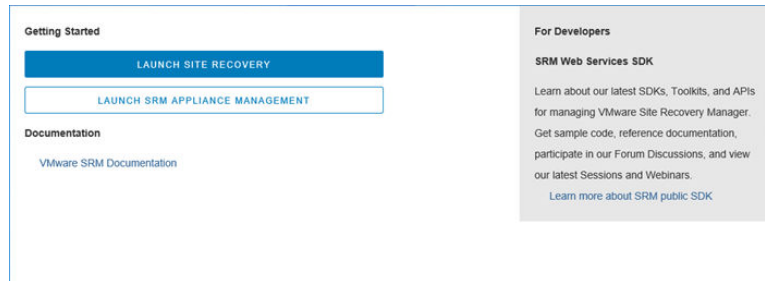 Getting Started
LAUNCH SITE RECOVERY
LAUNCH SRM APPLIANCE MANAGEMENT
Documentation
VMware SRM Documentation
For Developers
SRM Web Services SDK
Learn about our latest SDKs, Toolkits, and APIs
for managing VMware Site Recovery Manager.
Get sample code, reference documentation,
participate in our Forum Discussions, and view
our latest Sessions and Webinars.
Learn more about SRM public SDK